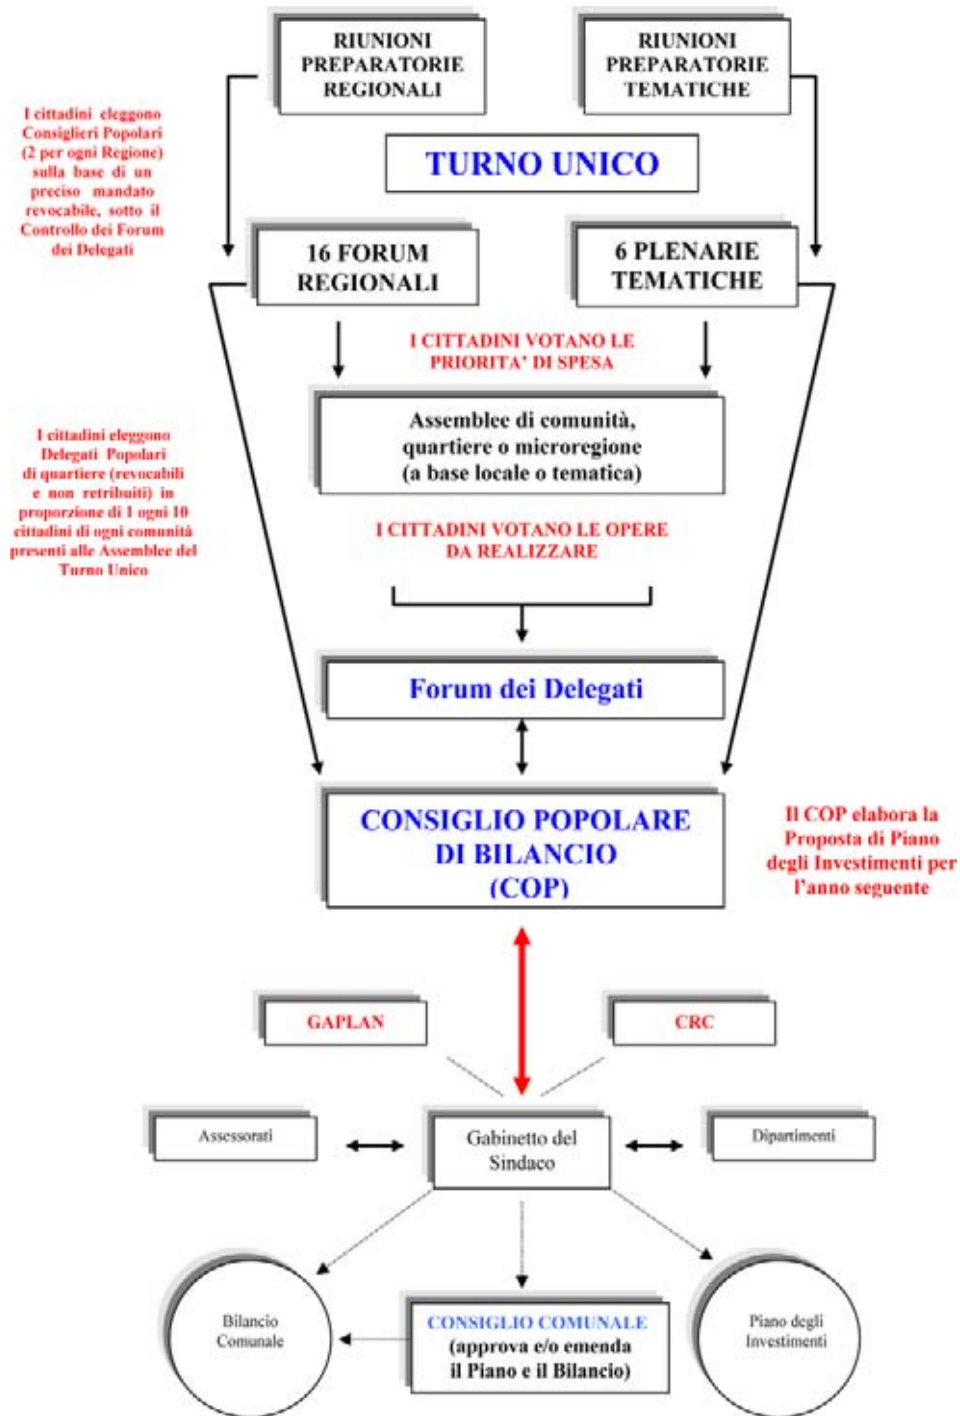 RIUNIONI
PREPARATORIE
REGIONALI
RIUNIONI
PREPARATORIE
TEMATICHE
I cittadini eleggono
Consiglieri Popolari
(2 per ogni Regione)
sulla base di un
preciso mandato
revocabile, sotto il
Controllo dei Forum
dei Delegati
TURNO UNICO
16 FORUM
REGIONALI
6 PLENARIE
TEMATICHE
I CITTADINI VOTANO LE
PRIORITA' DI SPESA
Assemblee di comunità,
quartiere o microregione
(a base locale o tematica)
I cittadini eleggono
Delegati Popolari
di quartiere (revocabili
e non retribuiti) in
proporzione di 1 ogni 10
cittadini di ogni comunità
presenti alle Assemblee del
Turno Unico
I CITTADINI VOTANO LE OPERE
DA REALIZZARE
Forum dei Delegati
CONSIGLIO POPOLARE
DI BILANCIO
(COP)
Il COP elabora la
Proposta di Piano
degli Investimenti per
l'anno seguente
GAPLAN
CRC
Assessorati
Gabinetto del
Sindaco
Dipartimenti
Bilancio
Comunale
CONSIGLIO COMUNALE
(approva e/o emenda
il Piano e il Bilancio)
Piano degli
Investimenti